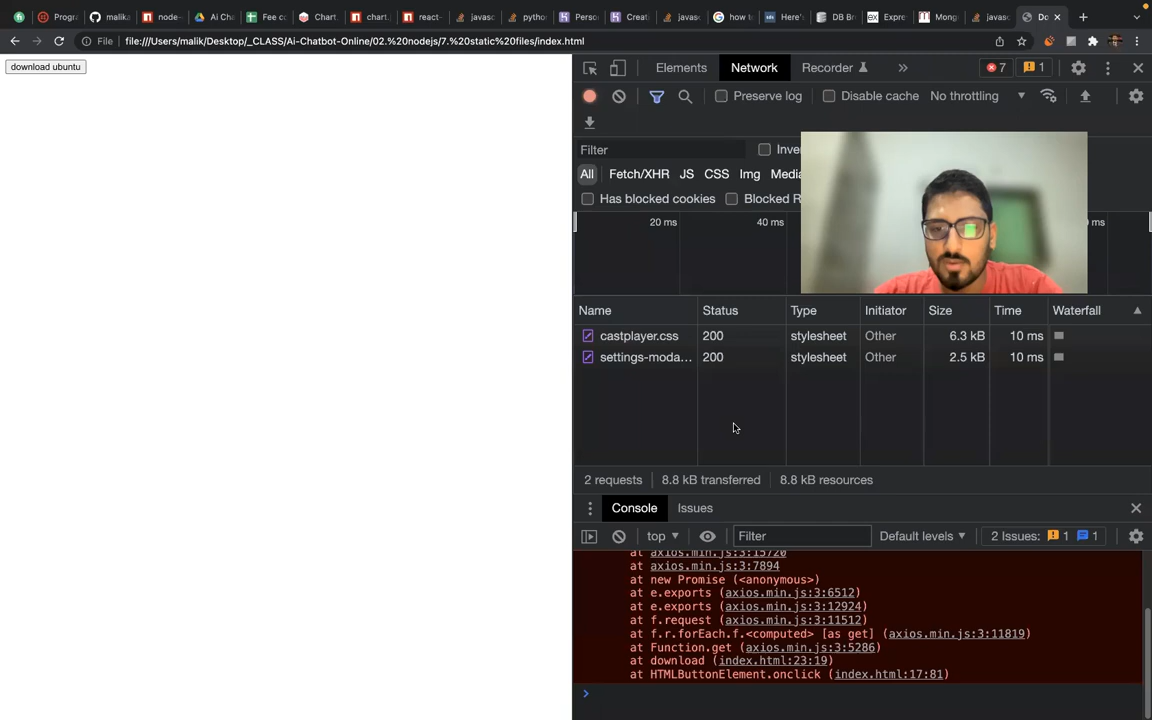 Progra malika node- Ai Cha Fee co Chart. chart. react- javasc python Perso Creati javasc how to Here's DB Br Expre Mong javasc Do
File file:///Users/malik/Desktop/_CLASS/Ai-Chatbot-Online/02.%20nodejs/7.%20static%20files/index.html
download ubuntu
Elements Network Recorder 7 1
Preserve log Disable cache No throttling
Filter Inve
All Fetch/XHR JS CSS Img Media
Has blocked cookies Blocked R
20 ms 40 ms ms
Name Status Type Initiator Size Time Waterfall
castplayer.css 200 stylesheet Other 6.3 kB 10 ms
settings-moda... 200 stylesheet Other 2.5 kB 10 ms
2 requests 8.8 kB transferred 8.8 kB resources
Console Issues
top Filter Default levels 2 Issues: 1 1
at axios.min.js:3:15720
at axios.min.js:3:7894
at new Promise (<anonymous>)
at e.exports (axios.min.js:3:6512)
at e.exports (axios.min.js:3:12924)
at f.request (axios.min.js:3:11512)
at f.r.forEach.f.<computed> [as get] (axios.min.js:3:11819)
at Function.get (axios.min.js:3:5286)
at download (index.html:23:19)
at HTMLButtonElement.onclick (index.html:17:81)